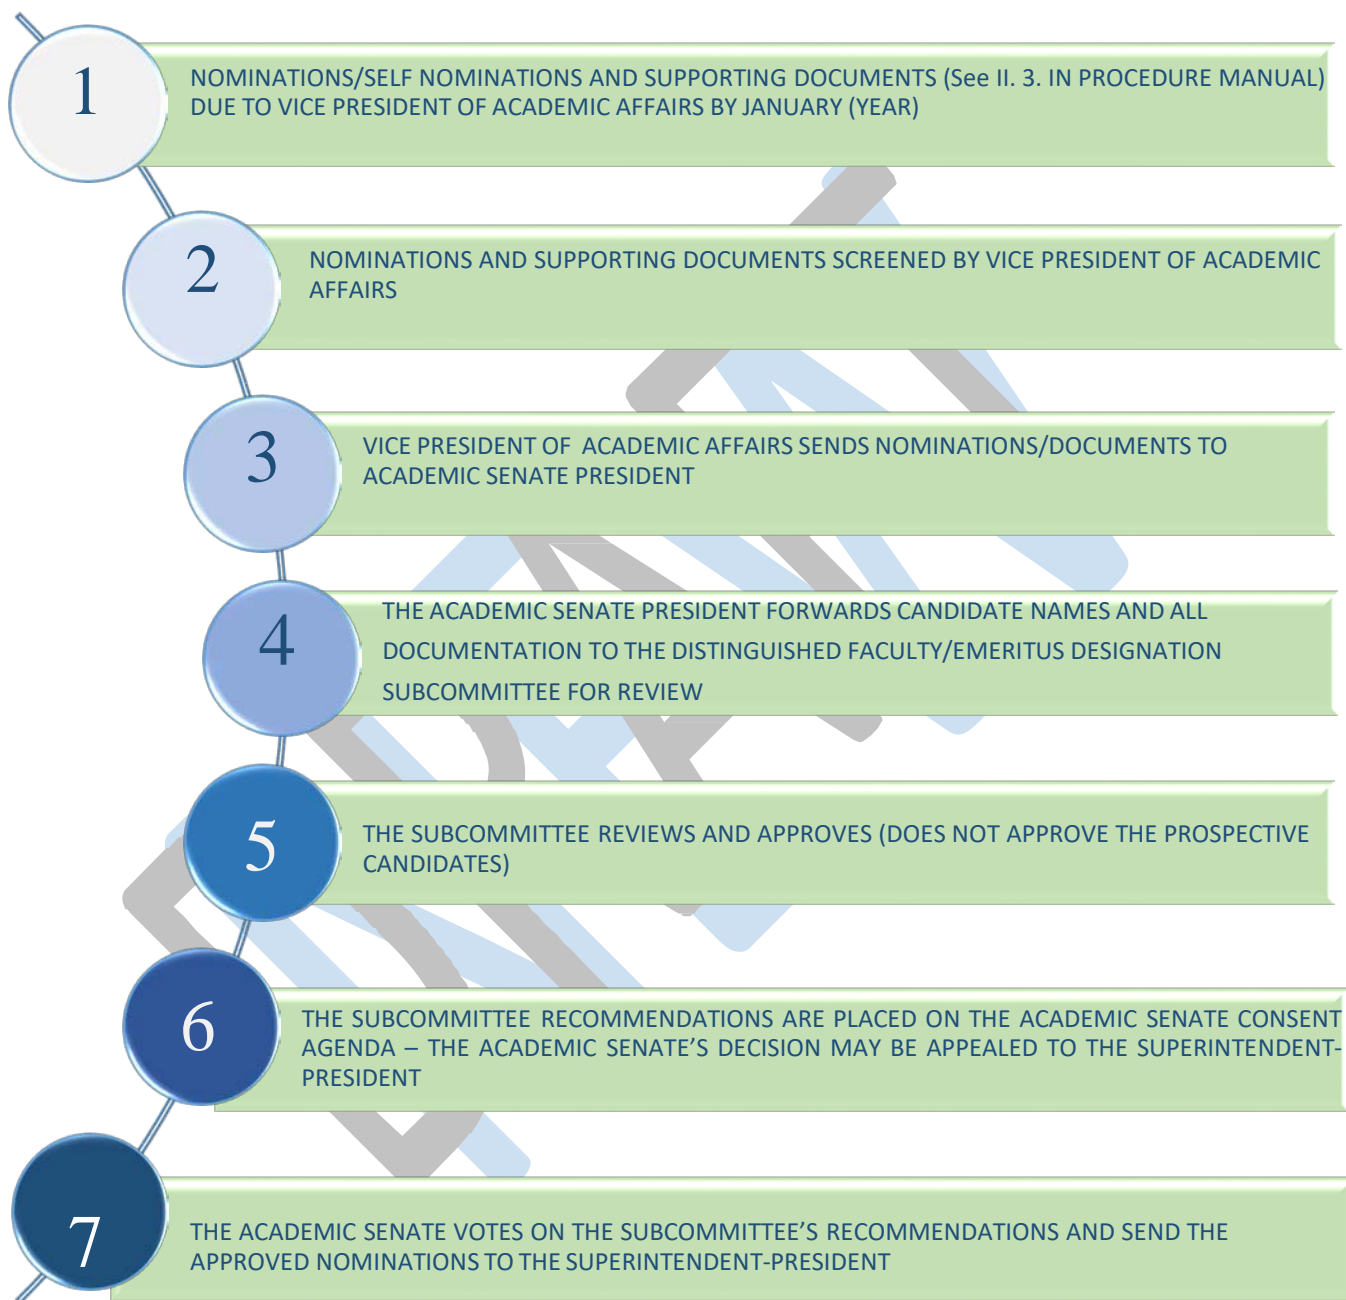 1
NOMINATIONS/SELF NOMINATIONS AND SUPPORTING DOCUMENTS (See II. 3. IN PROCEDURE MANUAL)
DUE TO VICE PRESIDENT OF ACADEMIC AFFAIRS BY JANUARY (YEAR)
2
NOMINATIONS AND SUPPORTING DOCUMENTS SCREENED BY VICE PRESIDENT OF ACADEMIC
AFFAIRS
3
VICE PRESIDENT OF ACADEMIC AFFAIRS SENDS NOMINATIONS/DOCUMENTS TO
ACADEMIC SENATE PRESIDENT
4
THE ACADEMIC SENATE PRESIDENT FORWARDS CANDIDATE NAMES AND ALL
DOCUMENTATION TO THE DISTINGUISHED FACULTY/EMERITUS DESIGNATION
SUBCOMMITTEE FOR REVIEW
5
THE SUBCOMMITTEE REVIEWS AND APPROVES (DOES NOT APPROVE THE PROSPECTIVE
CANDIDATES)
6
THE SUBCOMMITTEE RECOMMENDATIONS ARE PLACED ON THE ACADEMIC SENATE CONSENT
AGENDA – THE ACADEMIC SENATE’S DECISION MAY BE APPEALED TO THE SUPERINTENDENT-
PRESIDENT
7
THE ACADEMIC SENATE VOTES ON THE SUBCOMMITTEE’S RECOMMENDATIONS AND SEND THE
APPROVED NOMINATIONS TO THE SUPERINTENDENT-PRESIDENT